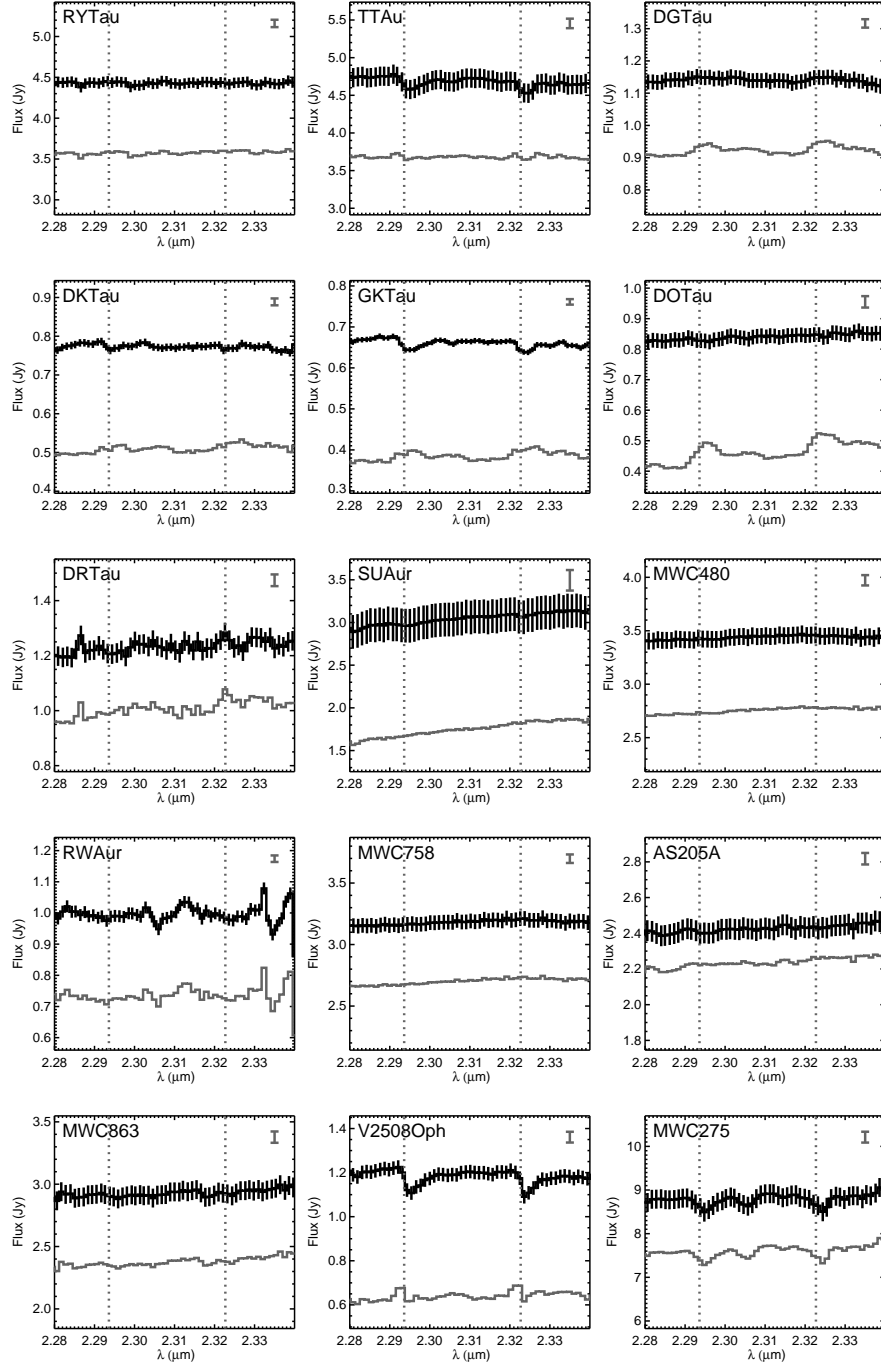 RYTau
5.0
4.5
4.0
3.5
3.0
Flux (Jy)
2.28 2.29 2.30 2.31 2.32 2.33
λ (μm)
TTAu
5.5
5.0
4.5
4.0
3.5
3.0
Flux (Jy)
2.28 2.29 2.30 2.31 2.32 2.33
λ (μm)
DGTau
1.3
1.2
1.1
1.0
0.9
0.8
Flux (Jy)
2.28 2.29 2.30 2.31 2.32 2.33
λ (μm)
DKTau
0.9
0.8
0.7
0.6
0.5
0.4
Flux (Jy)
2.28 2.29 2.30 2.31 2.32 2.33
λ (μm)
GKTau
0.8
0.7
0.6
0.5
0.4
0.3
Flux (Jy)
2.28 2.29 2.30 2.31 2.32 2.33
λ (μm)
DOTau
1.0
0.9
0.8
0.7
0.6
0.5
0.4
Flux (Jy)
2.28 2.29 2.30 2.31 2.32 2.33
λ (μm)
DRTau
1.4
1.2
1.0
0.8
Flux (Jy)
2.28 2.29 2.30 2.31 2.32 2.33
λ (μm)
SUAur
3.5
3.0
2.5
2.0
1.5
Flux (Jy)
2.28 2.29 2.30 2.31 2.32 2.33
λ (μm)
MWC480
4.0
3.5
3.0
2.5
Flux (Jy)
2.28 2.29 2.30 2.31 2.32 2.33
λ (μm)
RWAur
1.2
1.1
1.0
0.9
0.8
0.7
0.6
Flux (Jy)
2.28 2.29 2.30 2.31 2.32 2.33
λ (μm)
MWC758
3.5
3.0
2.5
Flux (Jy)
2.28 2.29 2.30 2.31 2.32 2.33
λ (μm)
AS205A
2.8
2.6
2.4
2.2
2.0
1.8
Flux (Jy)
2.28 2.29 2.30 2.31 2.32 2.33
λ (μm)
MWC863
3.5
3.0
2.5
2.0
Flux (Jy)
2.28 2.29 2.30 2.31 2.32 2.33
λ (μm)
V2508Oph
1.4
1.2
1.0
0.8
0.6
Flux (Jy)
2.28 2.29 2.30 2.31 2.32 2.33
λ (μm)
MWC275
10
9
8
7
6
Flux (Jy)
2.28 2.29 2.30 2.31 2.32 2.33
λ (μm)